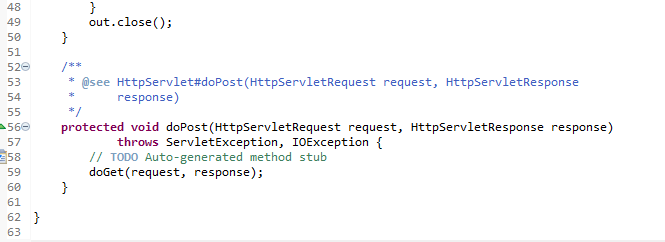 48 }
49 out.close();
50 }
51
52 /**
53 * @see HttpServlet#doPost(HttpServletRequest request, HttpServletResponse
54 * response)
55 */
56 protected void doPost(HttpServletRequest request, HttpServletResponse response)
57 throws ServletException, IOException {
58 // TODO Auto-generated method stub
59 doGet(request, response);
60 }
61
62 }
63